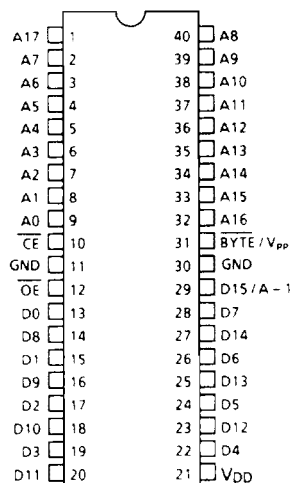 A17 1 40 A8
A7 2 39 A9
A6 3 38 A10
A5 4 37 A11
A4 5 36 A12
A3 6 35 A13
A2 7 34 A14
A1 8 33 A15
A0 9 32 A16
CE 10 31 BYTE/VPP
GND 11 30 GND
OE 12 29 D15/A-1
D0 13 28 D7
D8 14 27 D14
D1 15 26 D6
D9 16 25 D13
D2 17 24 D5
D10 18 23 D12
D3 19 22 D4
D11 20 21 VDD